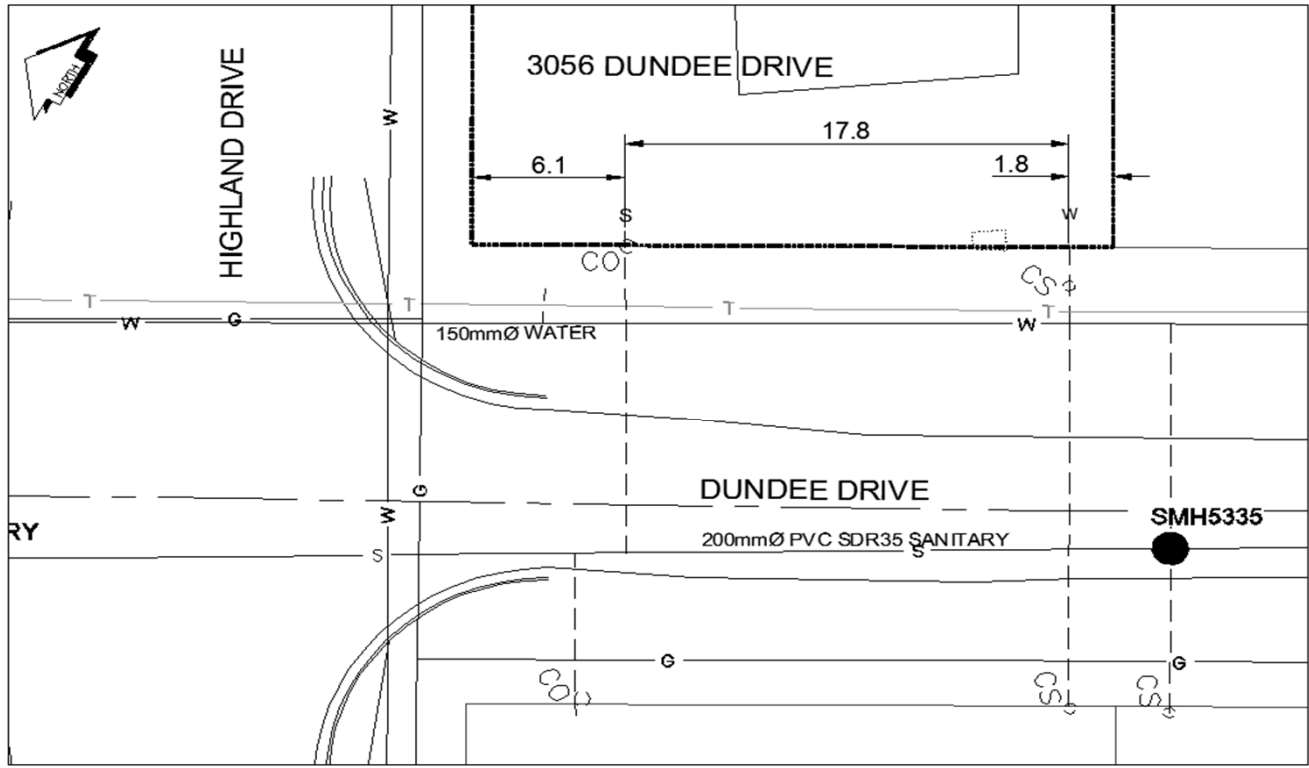 NORTH
HIGHLAND DRIVE
3056 DUNDEE DRIVE
W
17.8
6.1
1.8
S
W
CO
CS
T
T
T
T
W
G
W
150mmØ WATER
G
DUNDEE DRIVE
W
SMH5335
RY
200mmØ PVC SDR35 SANITARY
S
S
G
G
CO
CS
CS